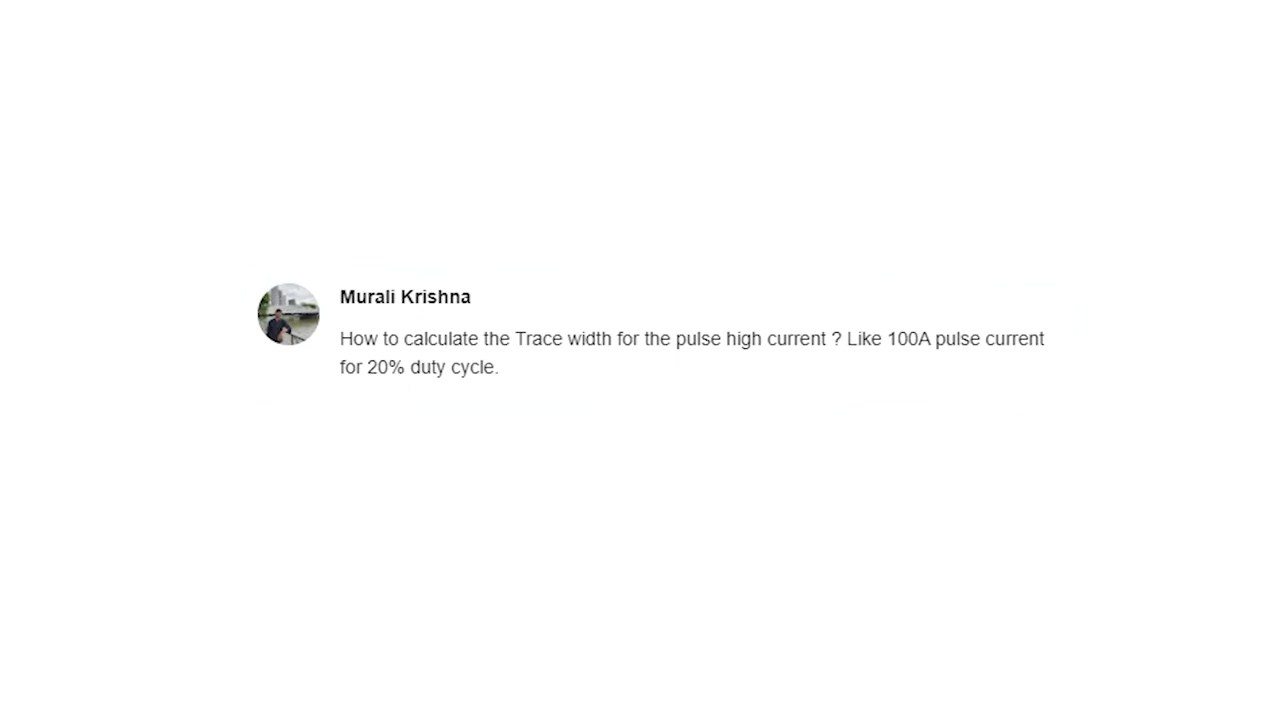 Murali Krishna
How to calculate the Trace width for the pulse high current ? Like 100A pulse current
for 20% duty cycle.